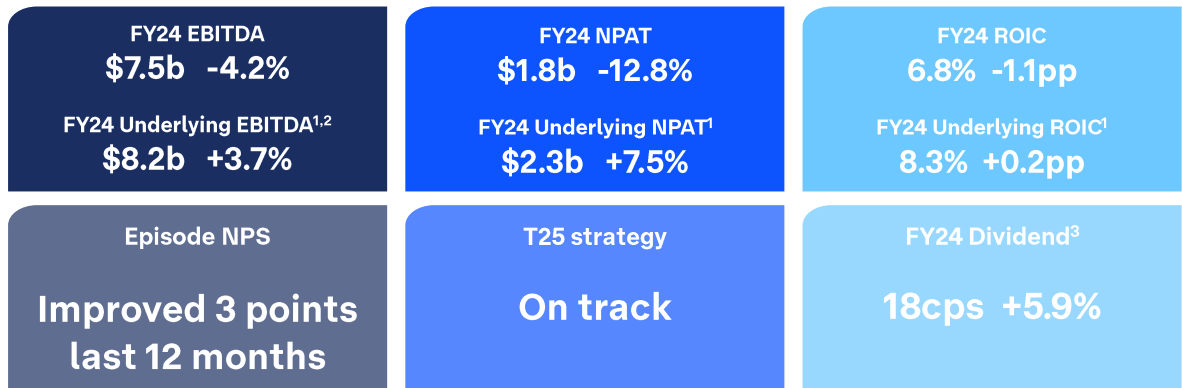 FY24 EBITDA
$7.5b -4.2%
FY24 Underlying EBITDA1,2
$8.2b +3.7%
FY24 NPAT
$1.8b -12.8%
FY24 Underlying NPAT1
$2.3b +7.5%
FY24 ROIC
6.8% -1.1pp
FY24 Underlying ROIC1
8.3% +0.2pp
Episode NPS
Improved 3 points
last 12 months
T25 strategy
On track
FY24 Dividend3
18cps +5.9%